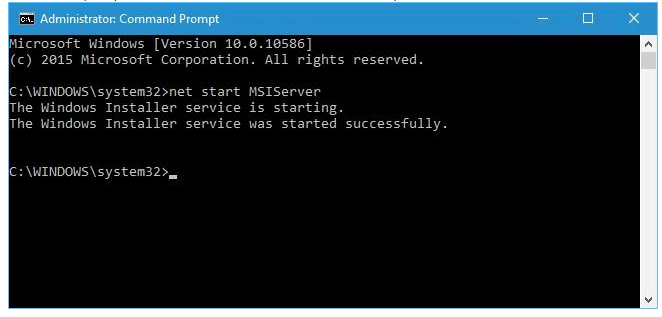 Administrator: Command Prompt
Microsoft Windows [Version 10.0.10586]
(c) 2015 Microsoft Corporation. All rights reserved.
C:\WINDOWS\system32>net start MSIServer
The Windows Installer service is starting.
The Windows Installer service was started successfully.
C:\WINDOWS\system32>_